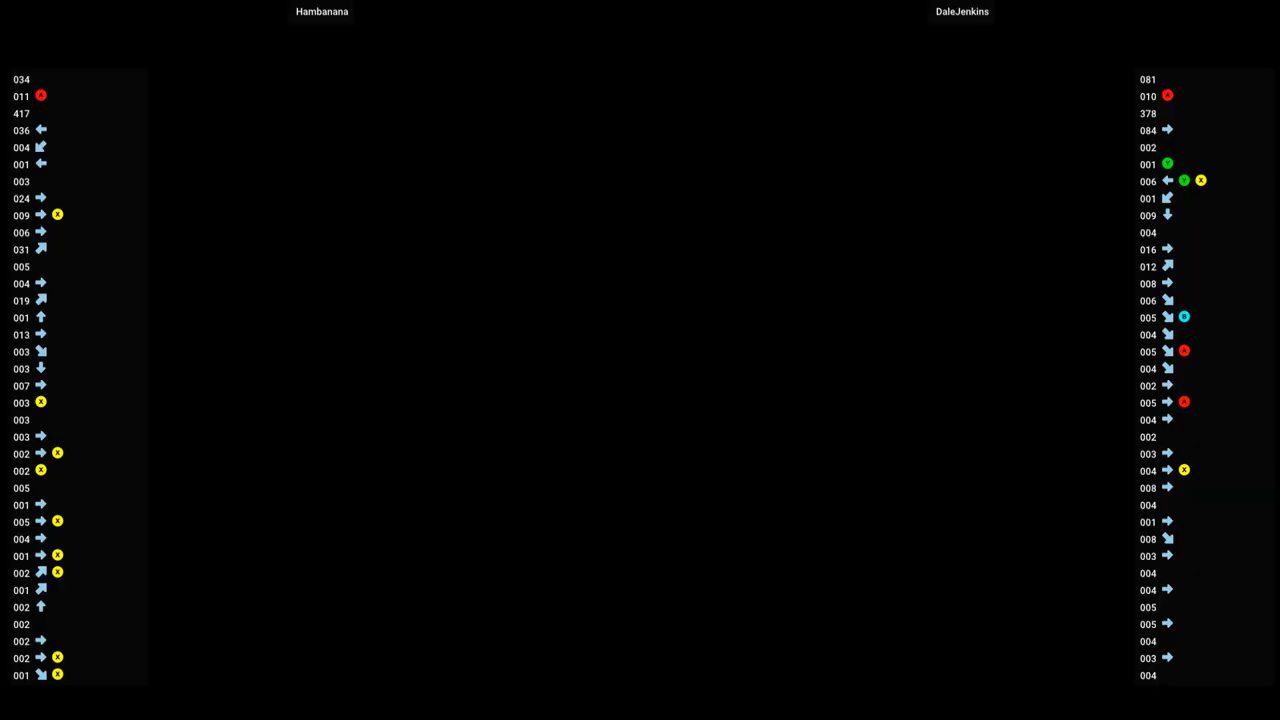 Hambanana
DaleJenkins
034
011 A
417
036
004
001
003
024
009 X
006
031
005
004
019
001
013
003
003
007
003 X
003
003
002 X
002 X
005
001
005 X
004
001 X
002 X
001
002
002
002
002 X
001 X
081
010 A
378
084
002
001 Y
006 Y X
001
009
004
016
012
008
006
005 B
004
005 A
004
002
005 A
004
002
003
004 X
008
004
001
008
003
004
004
005
005
004
003
004